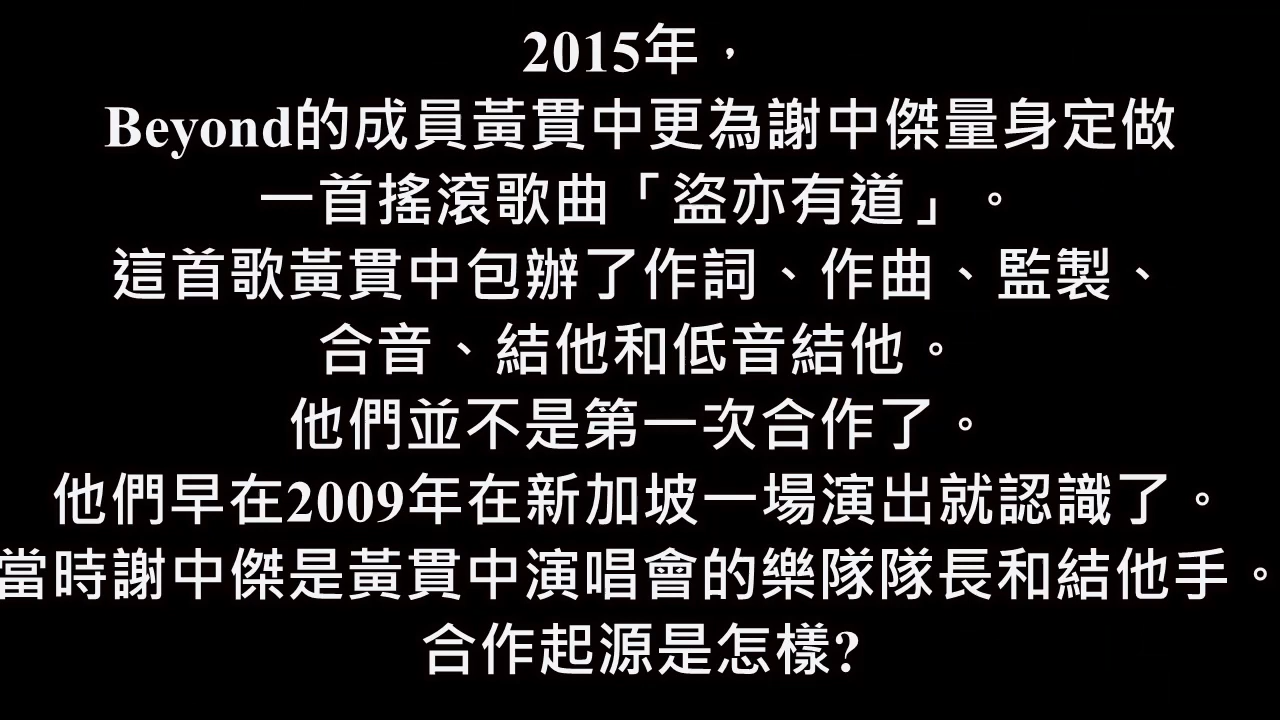 2015年，
Beyond的成員黃貫中更為謝中傑量身定做
一首搖滾歌曲「盜亦有道」。
這首歌黃貫中包辦了作詞、作曲、監製、
合音、結他和低音結他。
他們並不是第一次合作了。
他們早在2009年在新加坡一場演出就認識了。
當時謝中傑是黃貫中演唱會的樂隊隊長和結他手。
合作起源是怎樣?